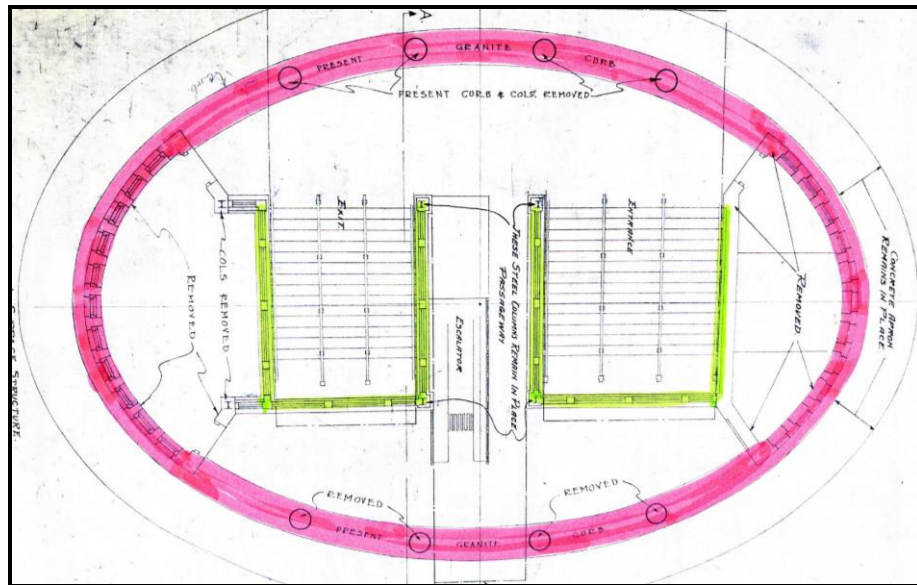 A
PRESENT
GRANITE
CURB
PRESENT CURB & COLS. REMOVED
EXIT
ENTRANCE
THESE STEEL COLUMNS REMAIN IN PLACE
PASSAGEWAY
ESCALATOR
COLS REMOVED
REMOVED
REMOVED
CONCRETE APRON
REMAINS IN PLACE
STRUCTURE.
REMOVED
REMOVED
PRESENT
GRANITE
CURB